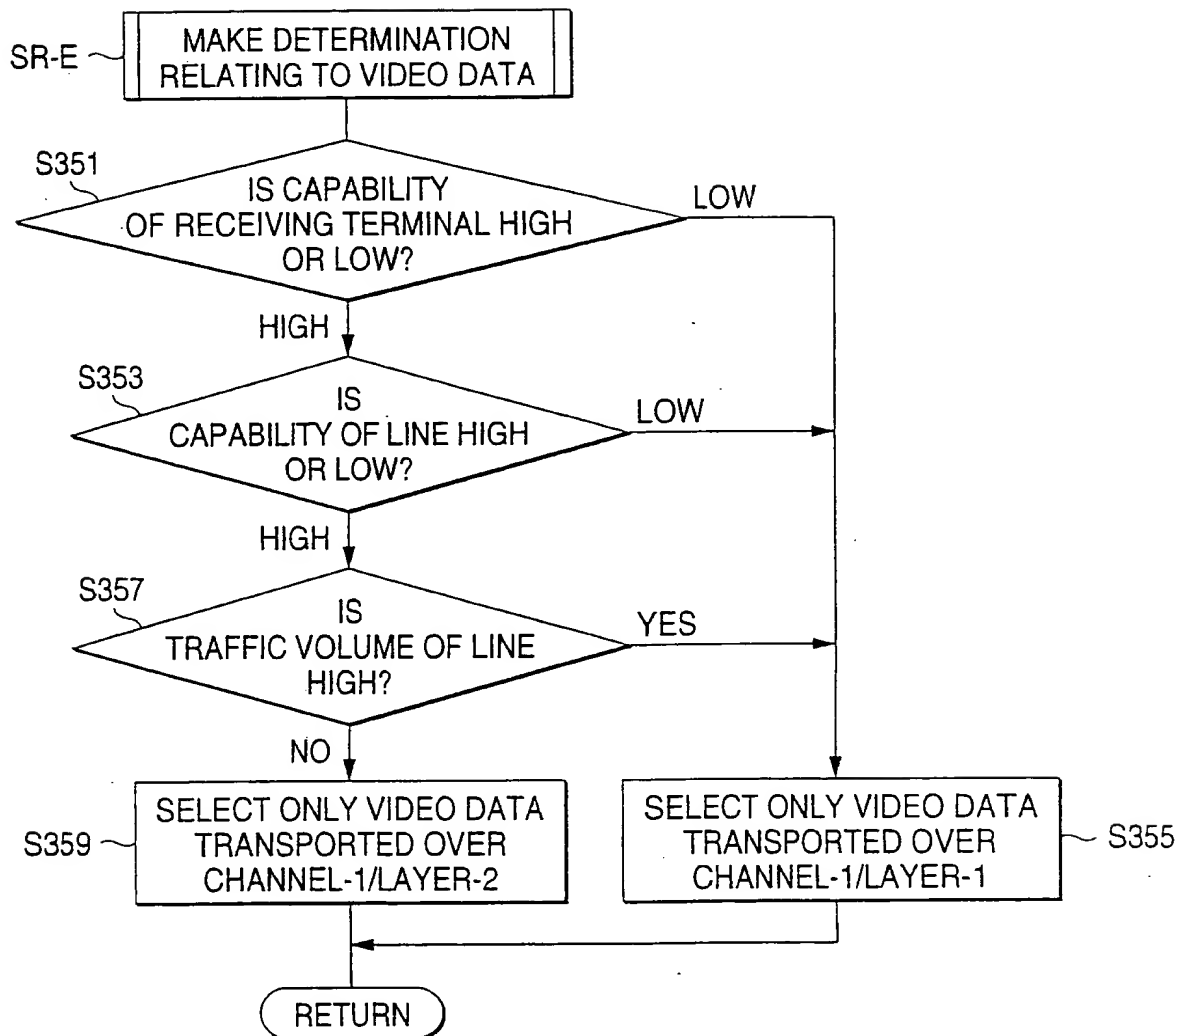 SR-E
MAKE DETERMINATION
RELATING TO VIDEO DATA
S351
IS CAPABILITY
OF RECEIVING TERMINAL HIGH
OR LOW?
LOW
HIGH
S353
IS
CAPABILITY OF LINE HIGH
OR LOW?
LOW
HIGH
S357
IS
TRAFFIC VOLUME OF LINE
HIGH?
YES
NO
S359
SELECT ONLY VIDEO DATA
TRANSPORTED OVER
CHANNEL-1/LAYER-2
SELECT ONLY VIDEO DATA
TRANSPORTED OVER
CHANNEL-1/LAYER-1
S355
RETURN